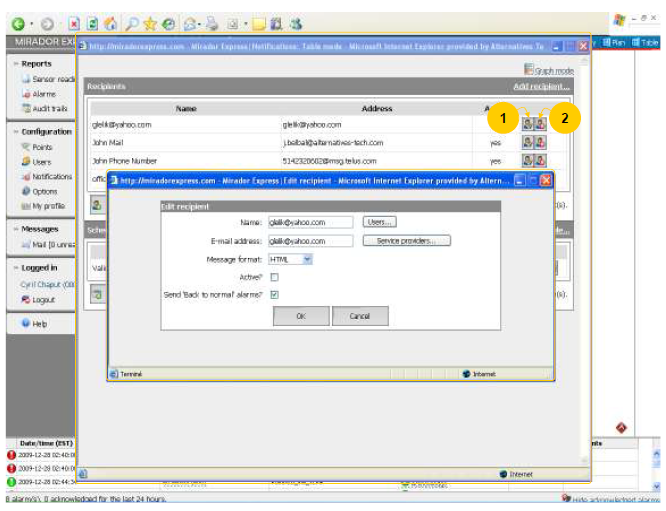 MIRADOR EX
http://miradorexpress.com - Mirador Express|Notifications: Table mode - Microsoft Internet Explorer provided by Alternatives Te
Plan
Table
Graph mode
Reports
Sensor readi
Alarms
Audit trails
Configuration
Points
Users
Notifications
Options
My profile
Messages
Mail [0 unrea
Logged in
Cyril Chaput (
Logout
Help
Recipients
Add recipient...
Name
Address
A
1
2
gleik@yahoo.com
gleik@yahoo.com
John Mail
j.belbal@alternatives-tech.com
yes
John Phone Number
5142320602@msg.telus.com
yes
offic
(s).
Sche
le...
Vali
(s).
http://miradorexpress.com - Mirador Express|Edit recipient - Microsoft Internet Explorer provided by Altern...
Edit recipient
Name:
gleik@yahoo.com
Users...
E-mail address:
gleik@yahoo.com
Service providers...
Message format:
HTML
Active?
Send 'Back to normal' alarms?
OK
Cancel
Terminé
Internet
Internet
Date/time (EST)
nts
2009-12-28 02:40:0
2009-12-28 02:40:0
2009-12-28 02:44:3
8 alarm(s), 0 acknowledged for the last 24 hours.
Hide acknowledged alarms